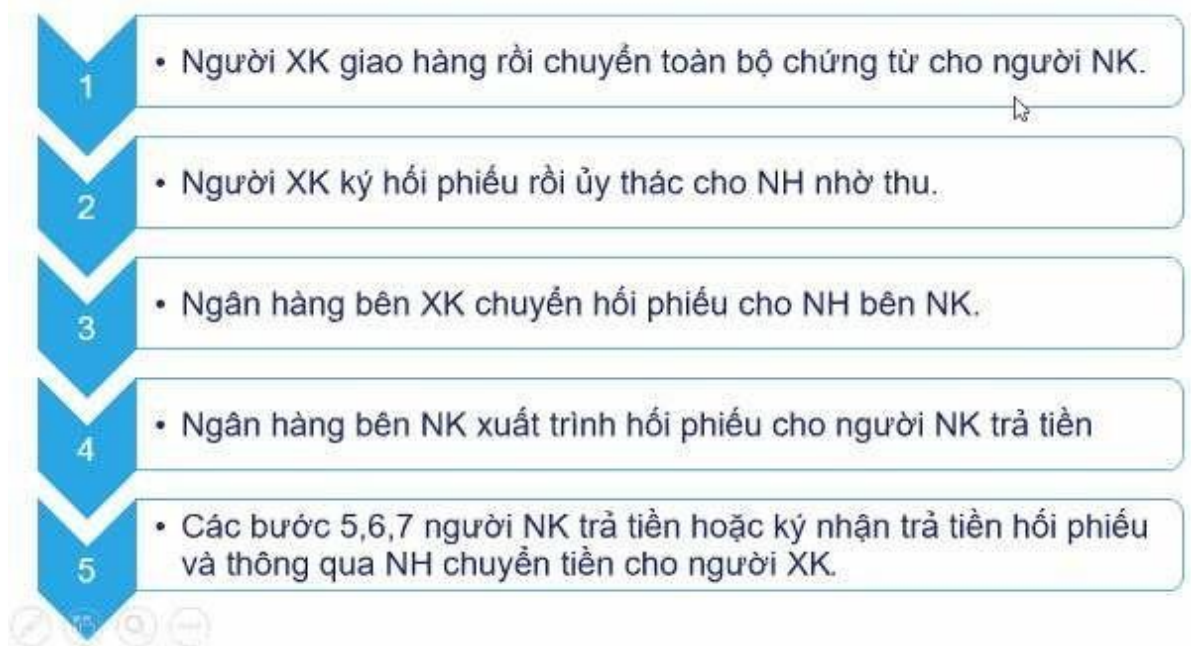 1
• Người XK giao hàng rồi chuyển toàn bộ chứng từ cho người NK.
2
• Người XK ký hối phiếu rồi ủy thác cho NH nhờ thu.
3
• Ngân hàng bên XK chuyển hối phiếu cho NH bên NK.
4
• Ngân hàng bên NK xuất trình hối phiếu cho người NK trả tiền
5
• Các bước 5,6,7 người NK trả tiền hoặc ký nhận trả tiền hối phiếu
và thông qua NH chuyển tiền cho người XK.